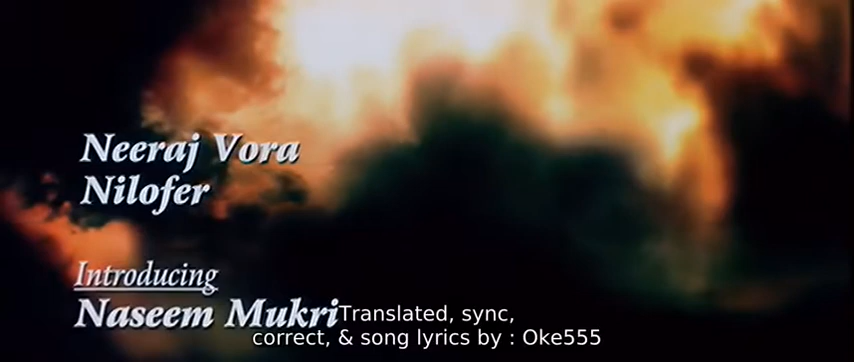 Neeraj Vora
Nilofer
Introducing
Naseem Mukri
Translated, sync,
correct, & song lyrics by : Oke555